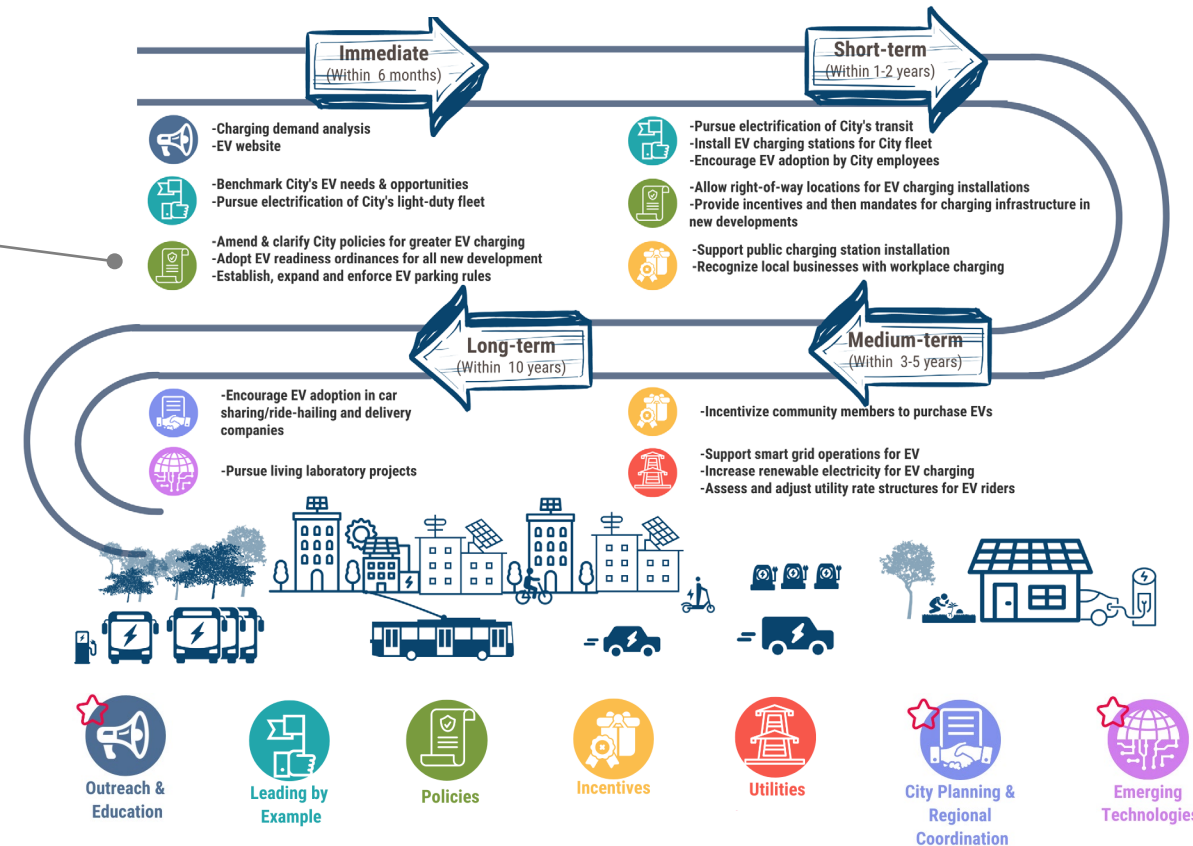 Immediate
(Within 6 months)
Short-term
(Within 1-2 years)
-Charging demand analysis
-EV website
-Benchmark City's EV needs & opportunities
-Pursue electrification of City's light-duty fleet
-Amend & clarify City policies for greater EV charging
-Adopt EV readiness ordinances for all new development
-Establish, expand and enforce EV parking rules
-Pursue electrification of City's transit
-Install EV charging stations for City fleet
-Encourage EV adoption by City employees
-Allow right-of-way locations for EV charging installations
-Provide incentives and then mandates for charging infrastructure in
new developments
-Support public charging station installation
-Recognize local businesses with workplace charging
Long-term
(Within 10 years)
Medium-term
(Within 3-5 years)
-Encourage EV adoption in car
sharing/ride-hailing and delivery
companies
-Pursue living laboratory projects
-Incentivize community members to purchase EVs
-Support smart grid operations for EV
-Increase renewable electricity for EV charging
-Assess and adjust utility rate structures for EV riders
Outreach &
Education
Leading by
Example
Policies
Incentives
Utilities
City Planning &
Regional
Coordination
Emerging
Technologies